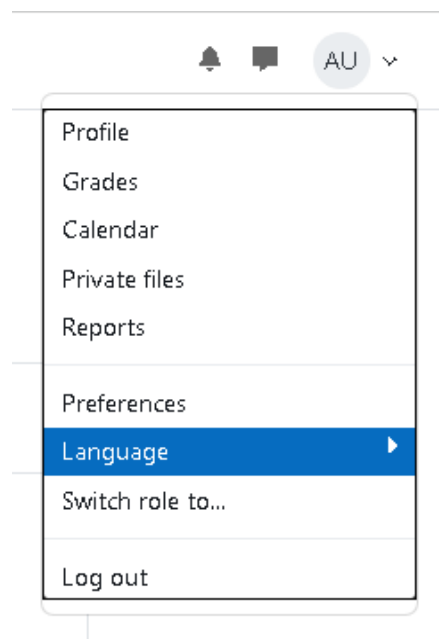 AU
Profile
Grades
Calendar
Private files
Reports
Preferences
Language
Switch role to...
Log out